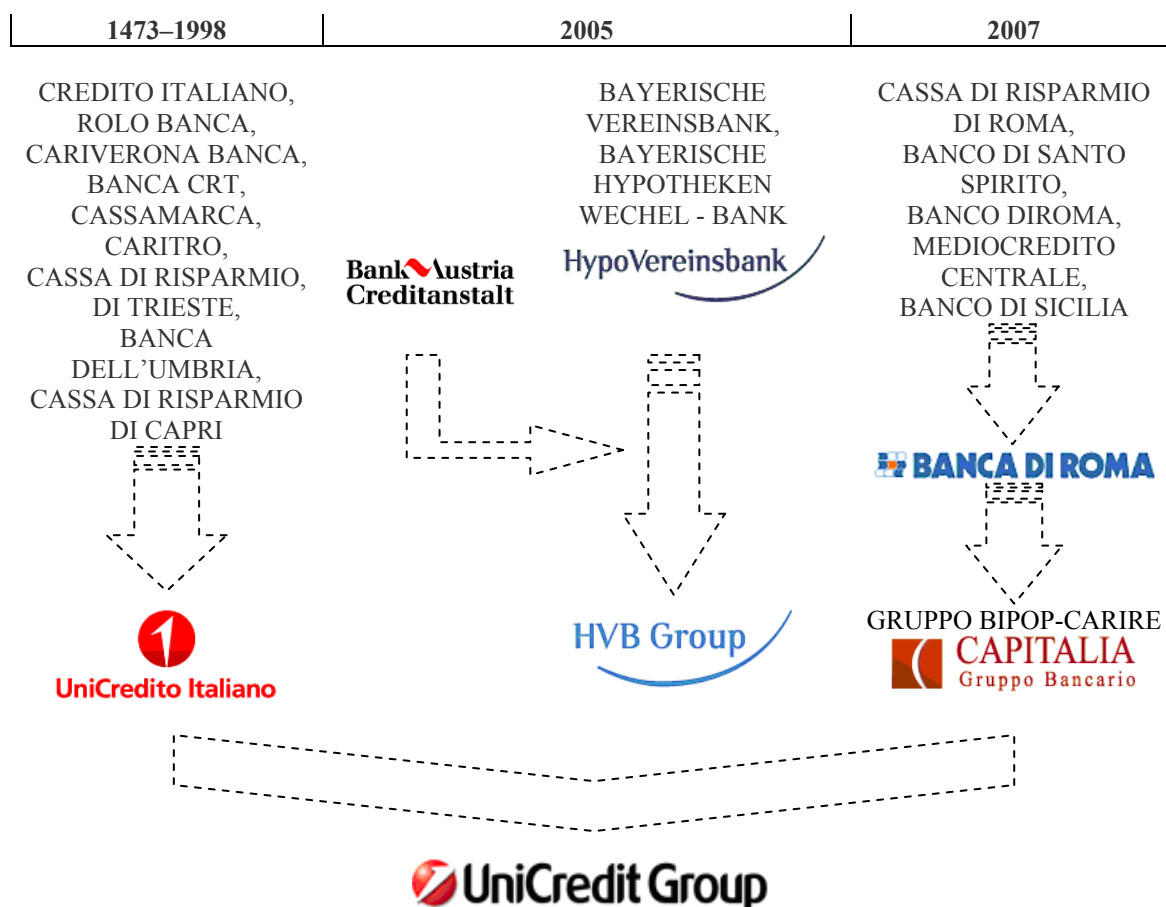 1473–1998
2005
2007
CREDITO ITALIANO,
ROLO BANCA,
CARIVERONA BANCA,
BANCA CRT,
CASSAMARCA,
CARITRO,
CASSA DI RISPARMIO,
DI TRIESTE,
BANCA
DELL’UMBRIA,
CASSA DI RISPARMIO
DI CAPRI
UniCredito Italiano
Bank Austria
Creditanstalt
BAYERISCHE
VEREINSBANK,
BAYERISCHE
HYPOTHEKEN
WECHEL - BANK
HypoVereinsbank
HVB Group
CASSA DI RISPARMIO
DI ROMA,
BANCO DI SANTO
SPIRITO,
BANCO DIROMA,
MEDIOCREDITO
CENTRALE,
BANCO DI SICILIA
BANCA DI ROMA
GRUPPO BIPOP-CARIRE
CAPITALIA
Gruppo Bancario
UniCredit Group